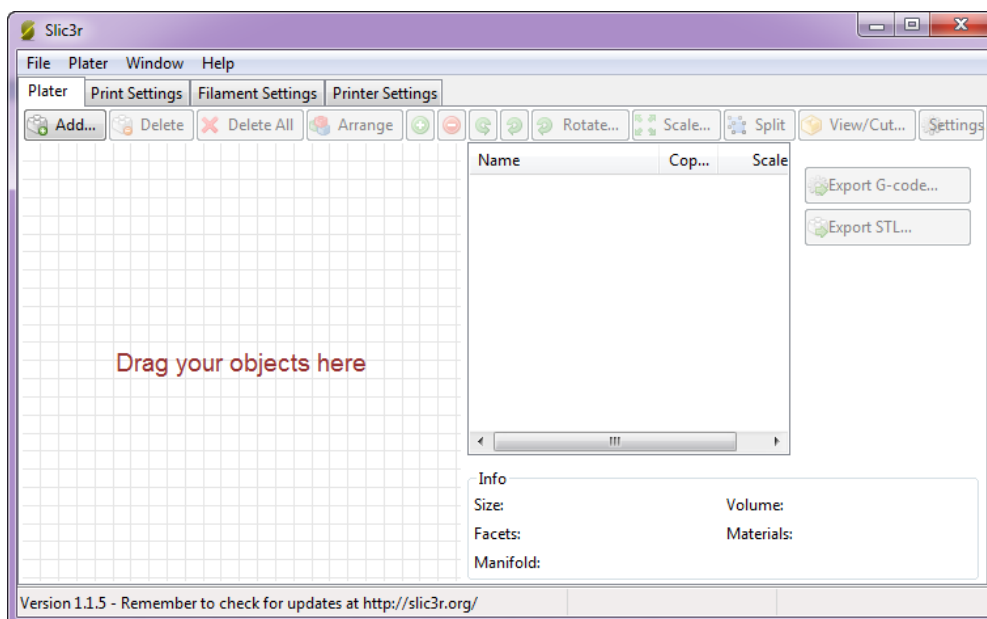 Slic3r
File Plater Window Help
Plater Print Settings Filament Settings Printer Settings
Add... Delete Delete All Arrange Rotate... Scale... Split View/Cut... Settings
Name Cop... Scale
Export G-code...
Export STL...
Drag your objects here
Info
Size: Volume:
Facets: Materials:
Manifold:
Version 1.1.5 - Remember to check for updates at http://slic3r.org/